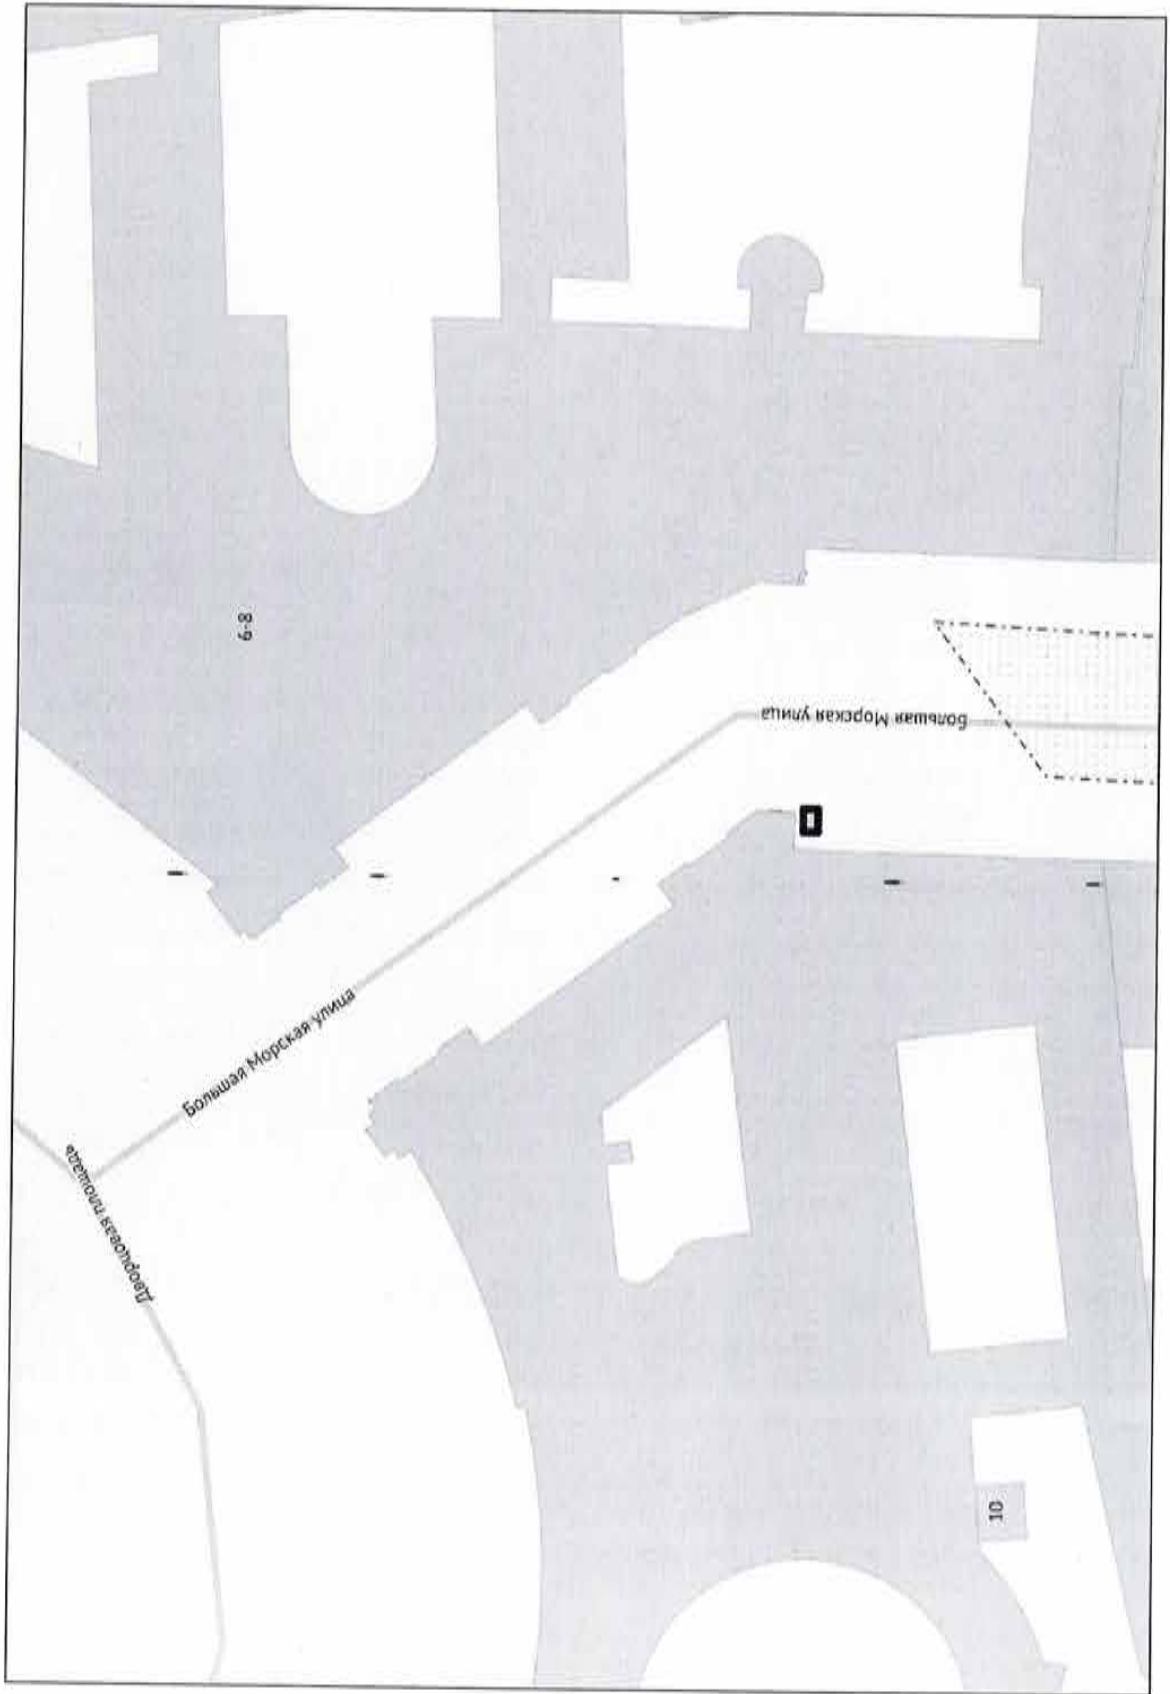 6-8
Большая Морская улица
Большая Морская улица
Дворцовая площадь
10